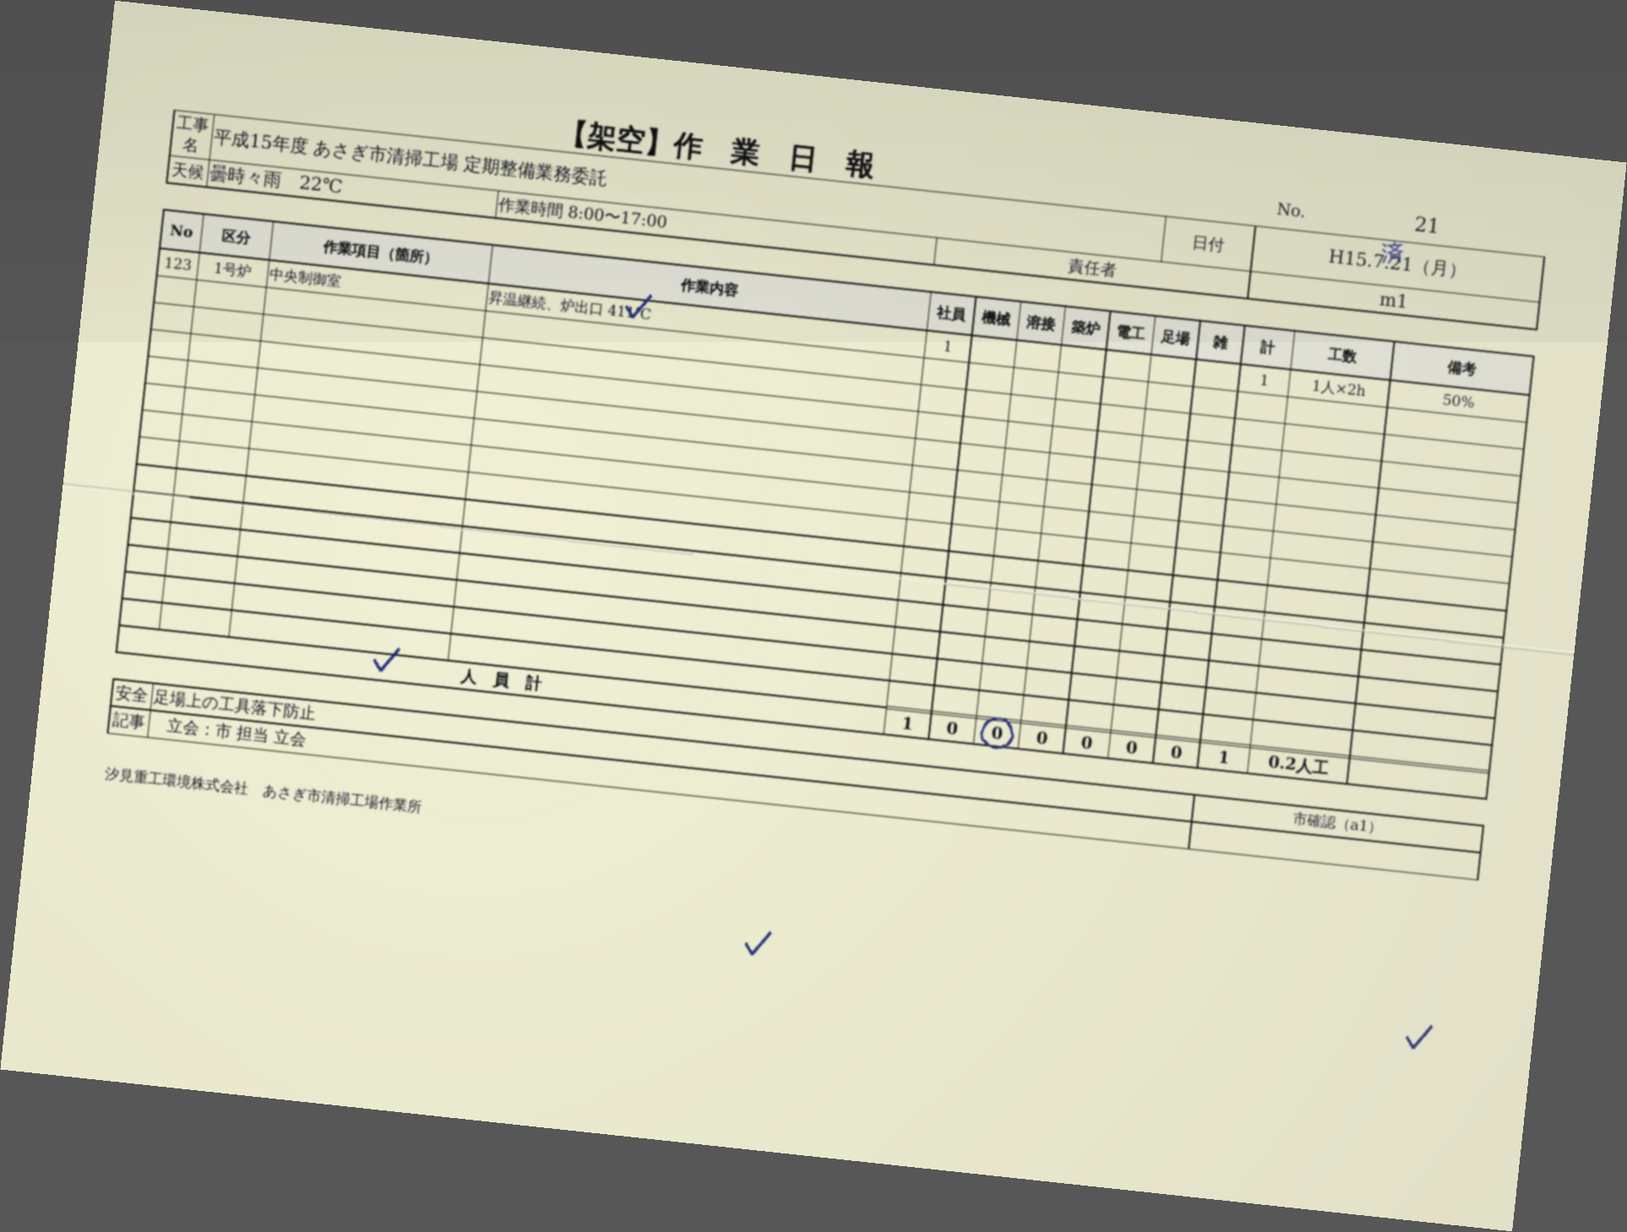 【架空】作 業 日 報
No. 21
工事名 平成15年度 あさぎ市清掃工場 定期整備業務委託 日付 H15.7.21（月）
済
天候 曇時々雨 22℃ 作業時間 8:00〜17:00 責任者 m1
No 区分 作業項目（箇所） 作業内容 社員 機械 溶接 築炉 電工 足場 雑 計 工数 備考
123 1号炉 中央制御室 昇温継続、炉出口 1 1 1人×2h 50%
人 員 計 1 0 0 0 0 0 0 1 0.2人工
安全 足場上の工具落下防止 市確認（a1）
記事 立会：市 担当 立会
汐見重工環境株式会社 あさぎ市清掃工場作業所